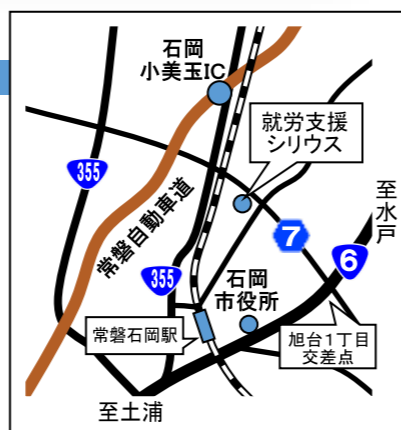 石岡
小美玉IC
就労支援
シリウス
355
至水戸
常磐自動車道
7
6
355
石岡
市役所
常磐石岡駅
旭台1丁目
交差点
至土浦